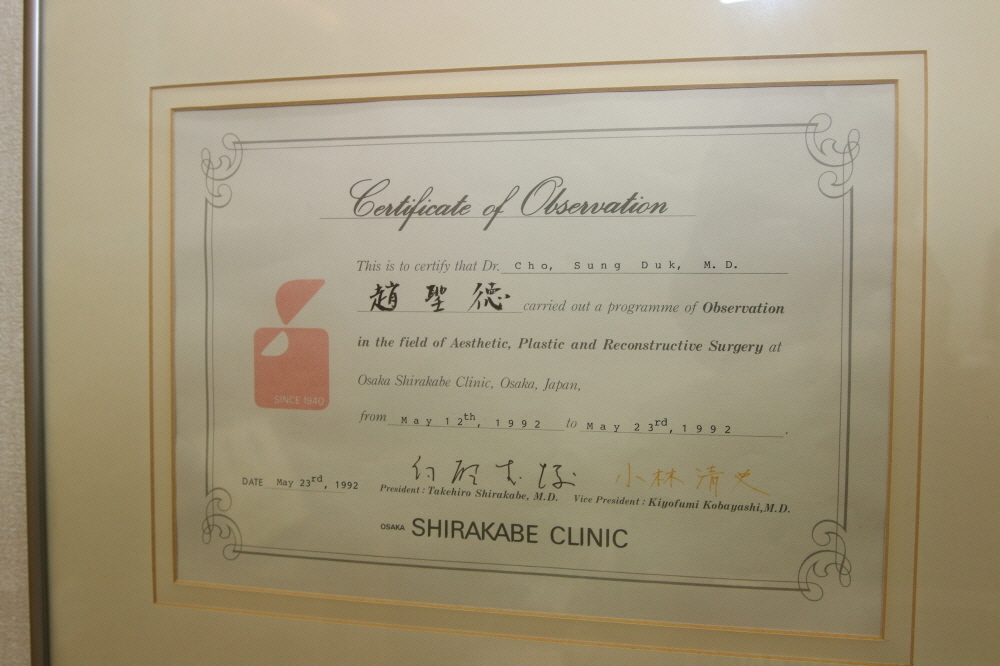 Certificate of Observation
This is to certify that Dr. Cho, Sung Duk, M.D.
趙 聖 德 carried out a programme of Observation
in the field of Aesthetic, Plastic and Reconstructive Surgery at
Osaka Shirakabe Clinic, Osaka, Japan,
from May 12th, 1992 to May 23rd, 1992.
SINCE 1940
小林清史
DATE May 23rd, 1992 President : Takehiro Shirakabe, M.D. Vice President : Kiyofumi Kobayashi, M.D.
OSAKA SHIRAKABE CLINIC